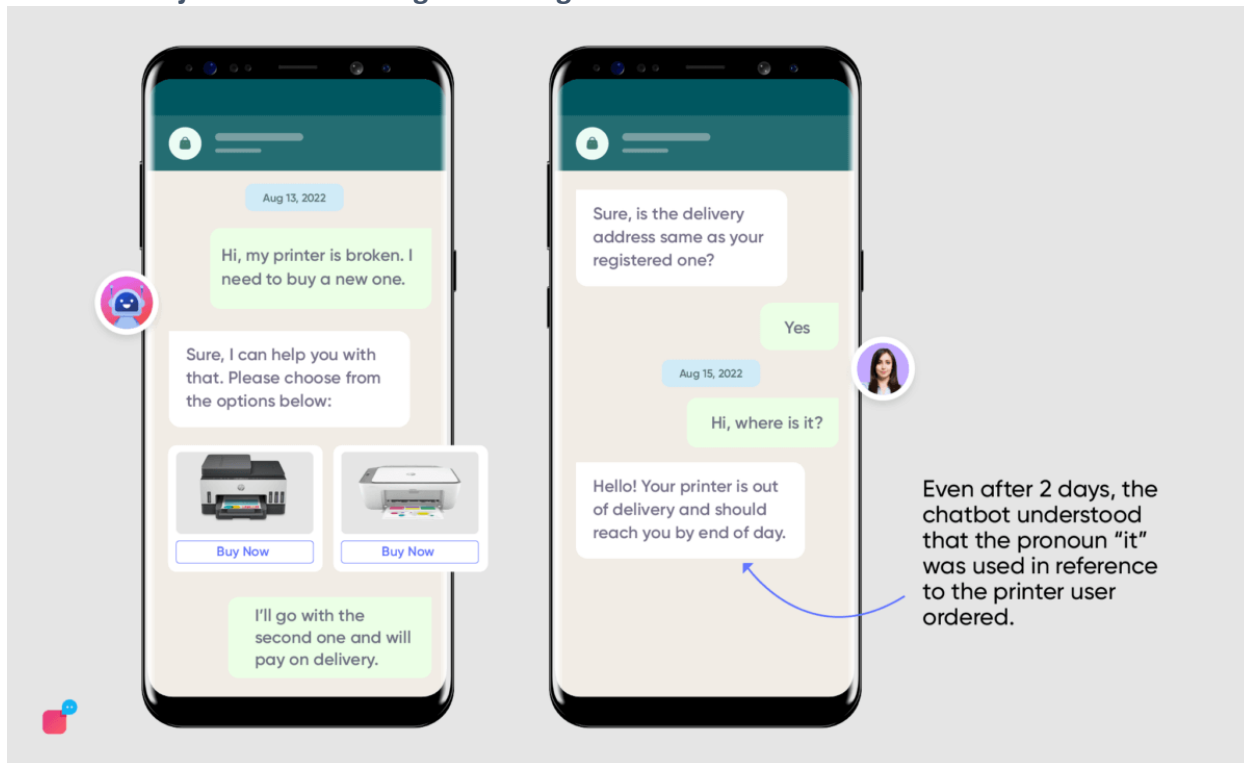 Aug 13, 2022
Hi, my printer is broken. I
need to buy a new one.
Sure, I can help you with
that. Please choose from
the options below:
Buy Now
Buy Now
I'll go with the
second one and will
pay on delivery.
Sure, is the delivery
address same as your
registered one?
Yes
Aug 15, 2022
Hi, where is it?
Hello! Your printer is out
of delivery and should
reach you by end of day.
Even after 2 days, the
chatbot understood
that the pronoun “it”
was used in reference
to the printer user
ordered.